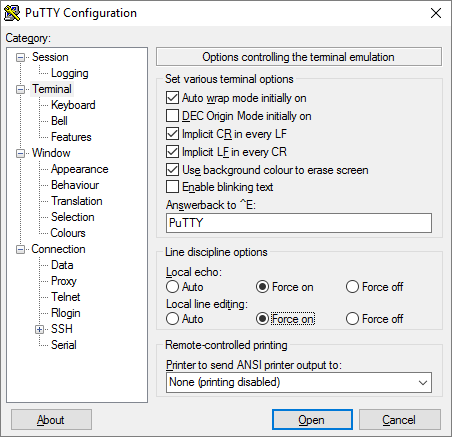 PuTTY Configuration
Category:
Session
Logging
Terminal
Keyboard
Bell
Features
Window
Appearance
Behaviour
Translation
Selection
Colours
Connection
Data
Proxy
Telnet
Rlogin
SSH
Serial
Options controlling the terminal emulation
Set various terminal options
Auto wrap mode initially on
DEC Origin Mode initially on
Implicit CR in every LF
Implicit LF in every CR
Use background colour to erase screen
Enable blinking text
Answerback to ^E:
PuTTY
Line discipline options
Local echo:
Auto Force on Force off
Local line editing:
Auto Force on Force off
Remote-controlled printing
Printer to send ANSI printer output to:
None (printing disabled)
About Open Cancel